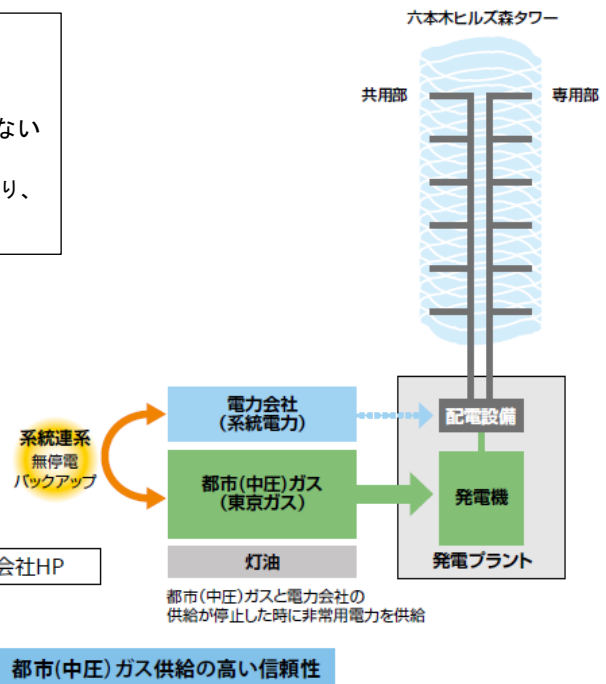 六本木ヒルズ森タワー
共用部
専用部
ない
り、
電力会社
(系統電力)
配電設備
系統連系
無停電
バックアップ
都市(中圧)ガス
(東京ガス)
発電機
会社HP
灯油
発電プラント
都市(中圧)ガスと電力会社の
供給が停止した時に非常用電力を供給
都市(中圧)ガス供給の高い信頼性